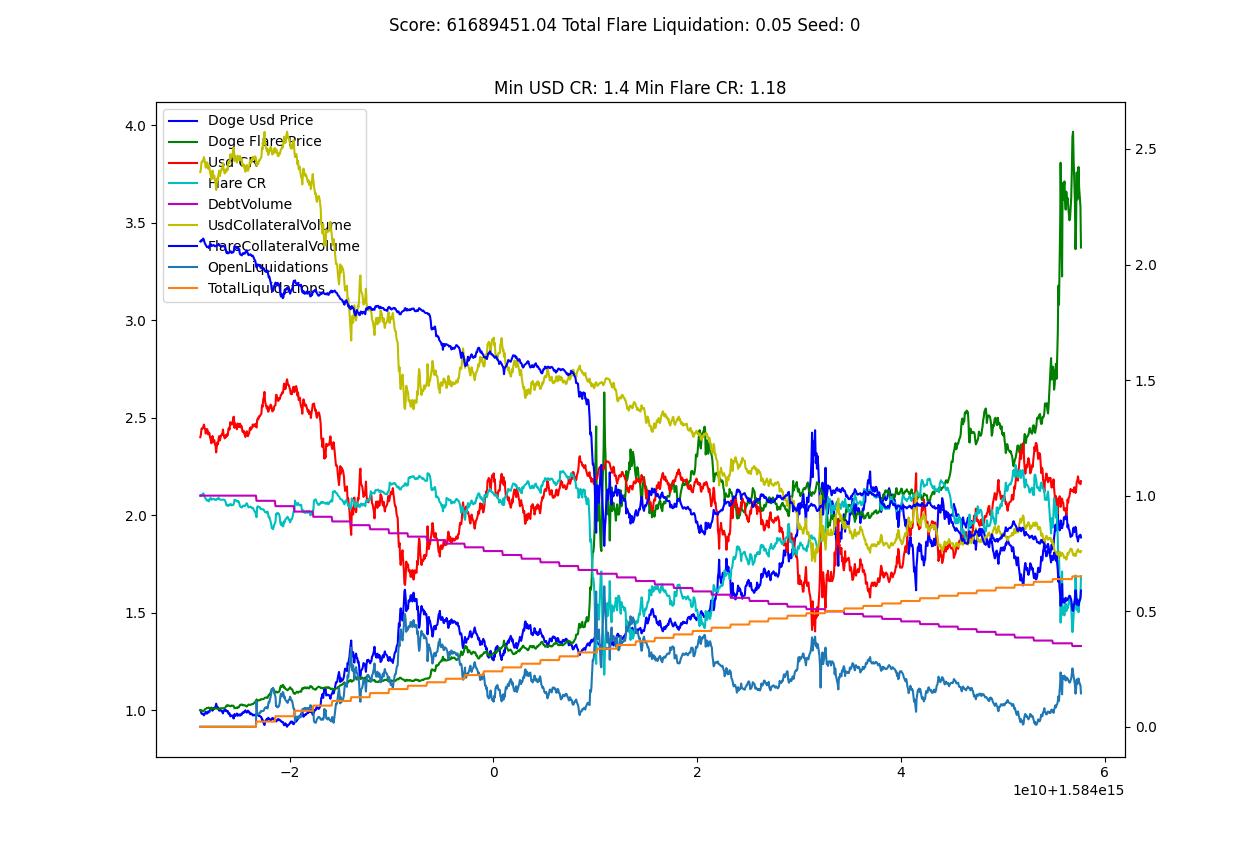 Score: 61689451.04 Total Flare Liquidation: 0.05 Seed: 0
Min USD CR: 1.4 Min Flare CR: 1.18
Doge Usd Price
Doge Flare Price
Usd CR
Flare CR
DebtVolume
UsdCollateralVolume
FlareCollateralVolume
OpenLiquidations
TotalLiquidations
4.0
3.5
3.0
2.5
2.0
1.5
1.0
2.5
2.0
1.5
1.0
0.5
0.0
−2
0
2
4
6
1e10+1.584e15